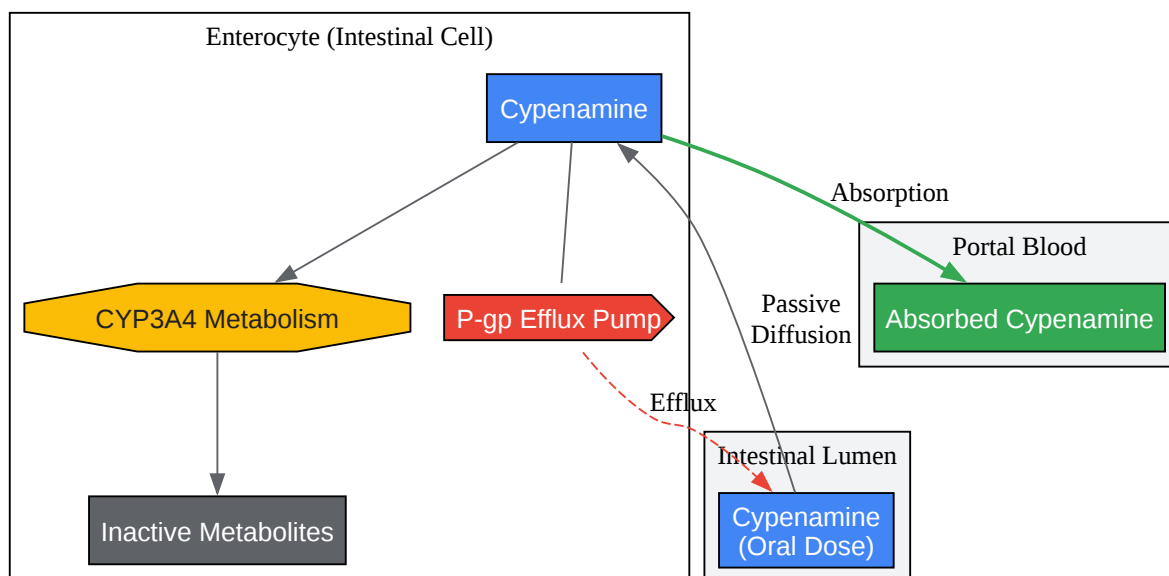 Enterocyte (Intestinal Cell)
Cypenamine
Absorption
Portal Blood
CYP3A4 Metabolism
P-gp Efflux Pump
Passive
Diffusion
Absorbed Cypenamine
Efflux
Intestinal Lumen
Inactive Metabolites
Cypenamine
(Oral Dose)